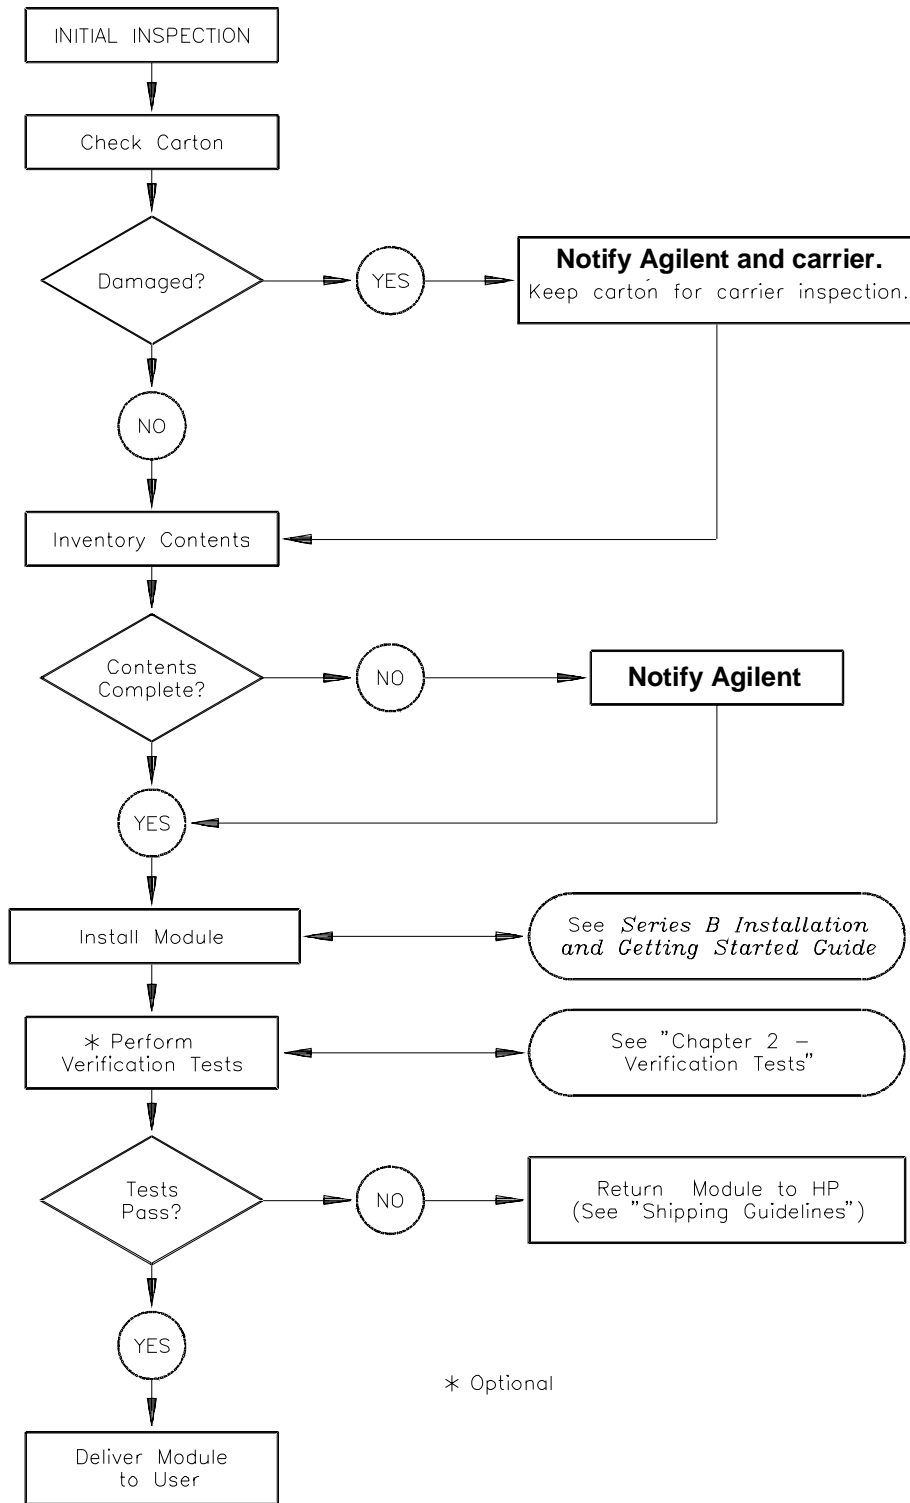 INITIAL INSPECTION
Check Carton
Damaged?
YES
Notify Agilent and carrier.
Keep carton for carrier inspection.
NO
Inventory Contents
Contents
Complete?
NO
Notify Agilent
YES
Install Module
See Series B Installation
and Getting Started Guide
* Perform
Verification Tests
See "Chapter 2 –
Verification Tests"
Tests
Pass?
NO
Return Module to HP
(See "Shipping Guidelines")
YES
* Optional
Deliver Module
to User